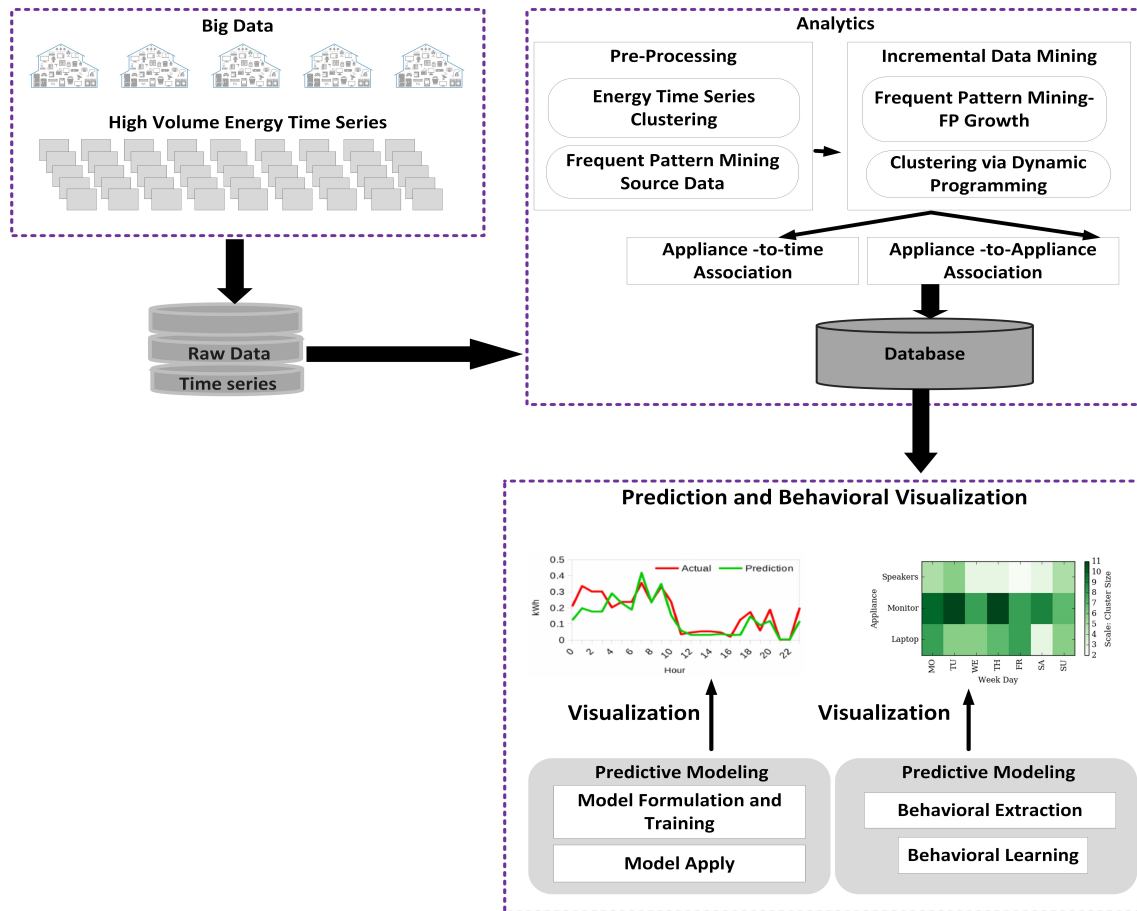 Big Data
High Volume Energy Time Series
Raw Data
Time series
Analytics
Pre-Processing
Energy Time Series
Clustering
Frequent Pattern Mining
Source Data
Incremental Data Mining
Frequent Pattern Mining-
FP Growth
Clustering via Dynamic
Programming
Appliance -to-time
Association
Appliance -to-Appliance
Association
Database
Prediction and Behavioral Visualization
0.5
0.4
0.3
0.2
0.1
0
kWh
Actual
Prediction
0 2 4 6 8 10 12 14 16 18 20 22
Hour
Appliance
Speakers
Monitor
Laptop
MO TU WE TH FR SA SU
Week Day
11
10
9
8
7
6
5
4
3
2
Scale: Cluster Size
Visualization
Visualization
Predictive Modeling
Model Formulation and
Training
Model Apply
Predictive Modeling
Behavioral Extraction
Behavioral Learning